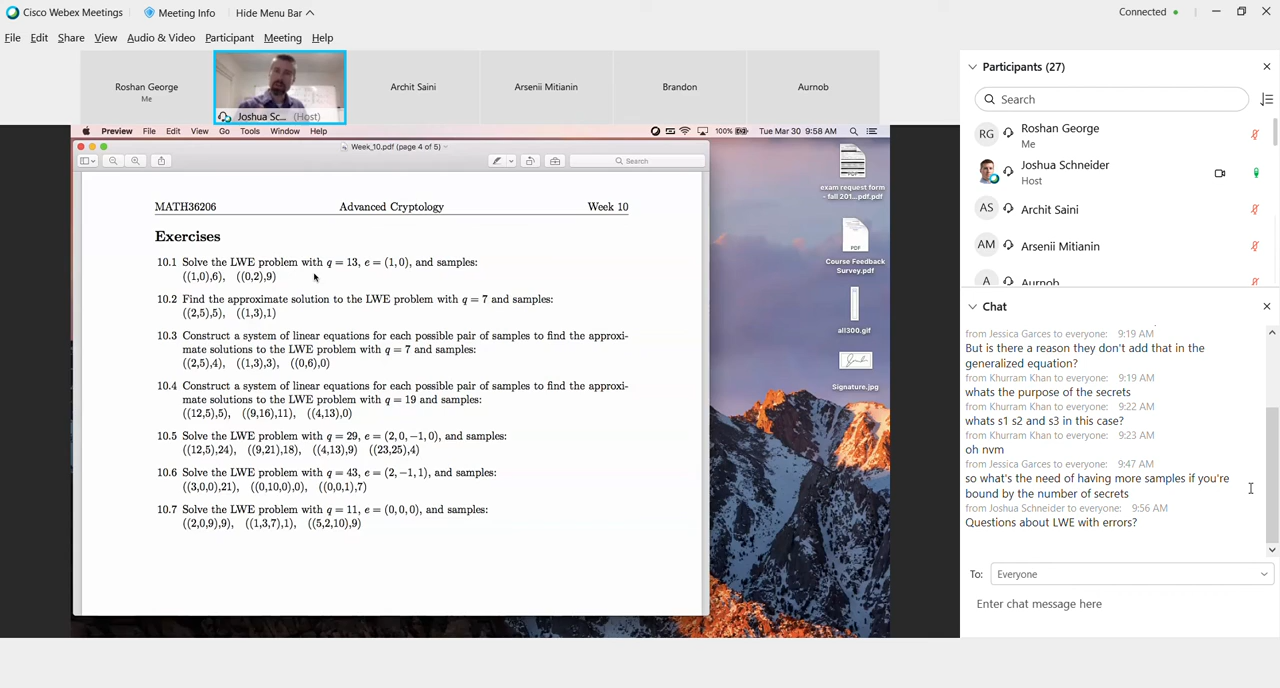 Cisco Webex Meetings Meeting Info Hide Menu Bar Connected
File Edit Share View Audio & Video Participant Meeting Help
Roshan George
Me
Joshua Sc... (Host)
Archit Saini
Arsenii Mitianin
Brandon
Aurnob
Preview File Edit View Go Tools Window Help 100% Tue Mar 30 9:58 AM
Week_10.pdf (page 4 of 5)
Search
MATH36206 Advanced Cryptology Week 10
Exercises
10.1 Solve the LWE problem with q = 13, e = (1, 0), and samples:
((1,0),6), ((0,2),9)
10.2 Find the approximate solution to the LWE problem with q = 7 and samples:
((2,5),5), ((1,3),1)
10.3 Construct a system of linear equations for each possible pair of samples to find the approxi-
mate solutions to the LWE problem with q = 7 and samples:
((2,5),4), ((1,3),3), ((0,6),0)
10.4 Construct a system of linear equations for each possible pair of samples to find the approxi-
mate solutions to the LWE problem with q = 19 and samples:
((12,5),5), ((9,16),11), ((4,13),0)
10.5 Solve the LWE problem with q = 29, e = (2, 0, −1, 0), and samples:
((12,5),24), ((9,21),18), ((4,13),9) ((23,25),4)
10.6 Solve the LWE problem with q = 43, e = (2, −1, 1), and samples:
((3,0,0),21), ((0,10,0),0), ((0,0,1),7)
10.7 Solve the LWE problem with q = 11, e = (0, 0, 0), and samples:
((2,0,9),9), ((1,3,7),1), ((5,2,10),9)
exam request form
- fall 201...pdf.pdf
PDF
Course Feedback
Survey.pdf
all300.gif
Signature.jpg
Participants (27)
Search
RG Roshan George
Me
Joshua Schneider
Host
AS Archit Saini
AM Arsenii Mitianin
A Aurnob
Chat
from Jessica Garces to everyone: 9:19 AM
But is there a reason they don't add that in the
generalized equation?
from Khurram Khan to everyone: 9:19 AM
whats the purpose of the secrets
from Khurram Khan to everyone: 9:22 AM
whats s1 s2 and s3 in this case?
from Khurram Khan to everyone: 9:23 AM
oh nvm
from Jessica Garces to everyone: 9:47 AM
so what's the need of having more samples if you're
bound by the number of secrets
from Joshua Schneider to everyone: 9:56 AM
Questions about LWE with errors?
To: Everyone
Enter chat message here